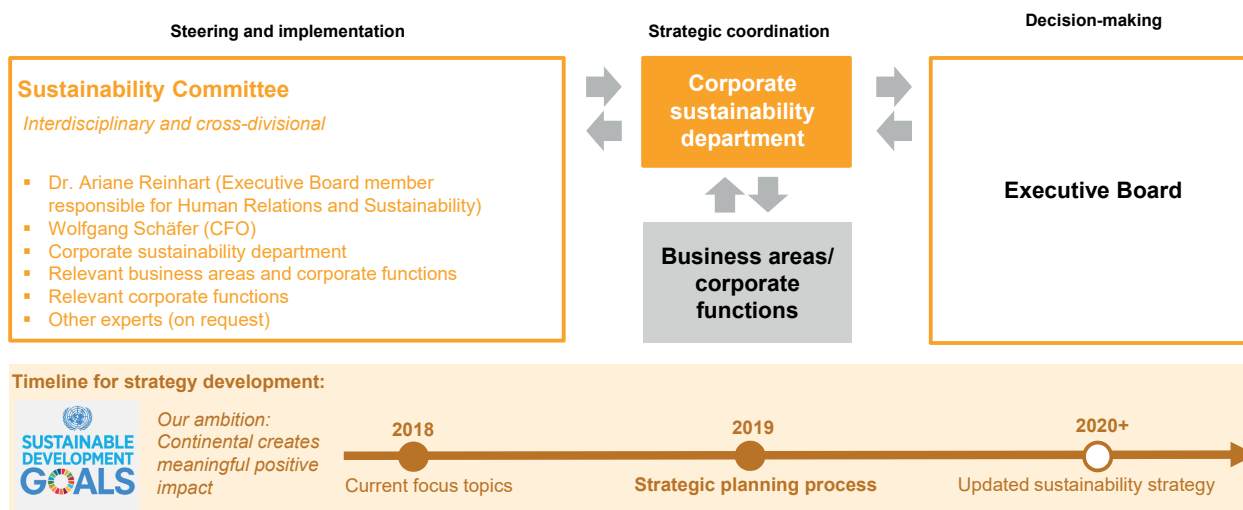 Steering and implementation
Strategic coordination
Decision-making
Sustainability Committee
Interdisciplinary and cross-divisional
▪ Dr. Ariane Reinhart (Executive Board member
responsible for Human Relations and Sustainability)
▪ Wolfgang Schäfer (CFO)
▪ Corporate sustainability department
▪ Relevant business areas and corporate functions
▪ Relevant corporate functions
▪ Other experts (on request)
Corporate
sustainability
department
Business areas/
corporate
functions
Executive Board
Timeline for strategy development:
SUSTAINABLE
DEVELOPMENT
GOALS
Our ambition:
Continental creates
meaningful positive
impact
2018
Current focus topics
2019
Strategic planning process
2020+
Updated sustainability strategy